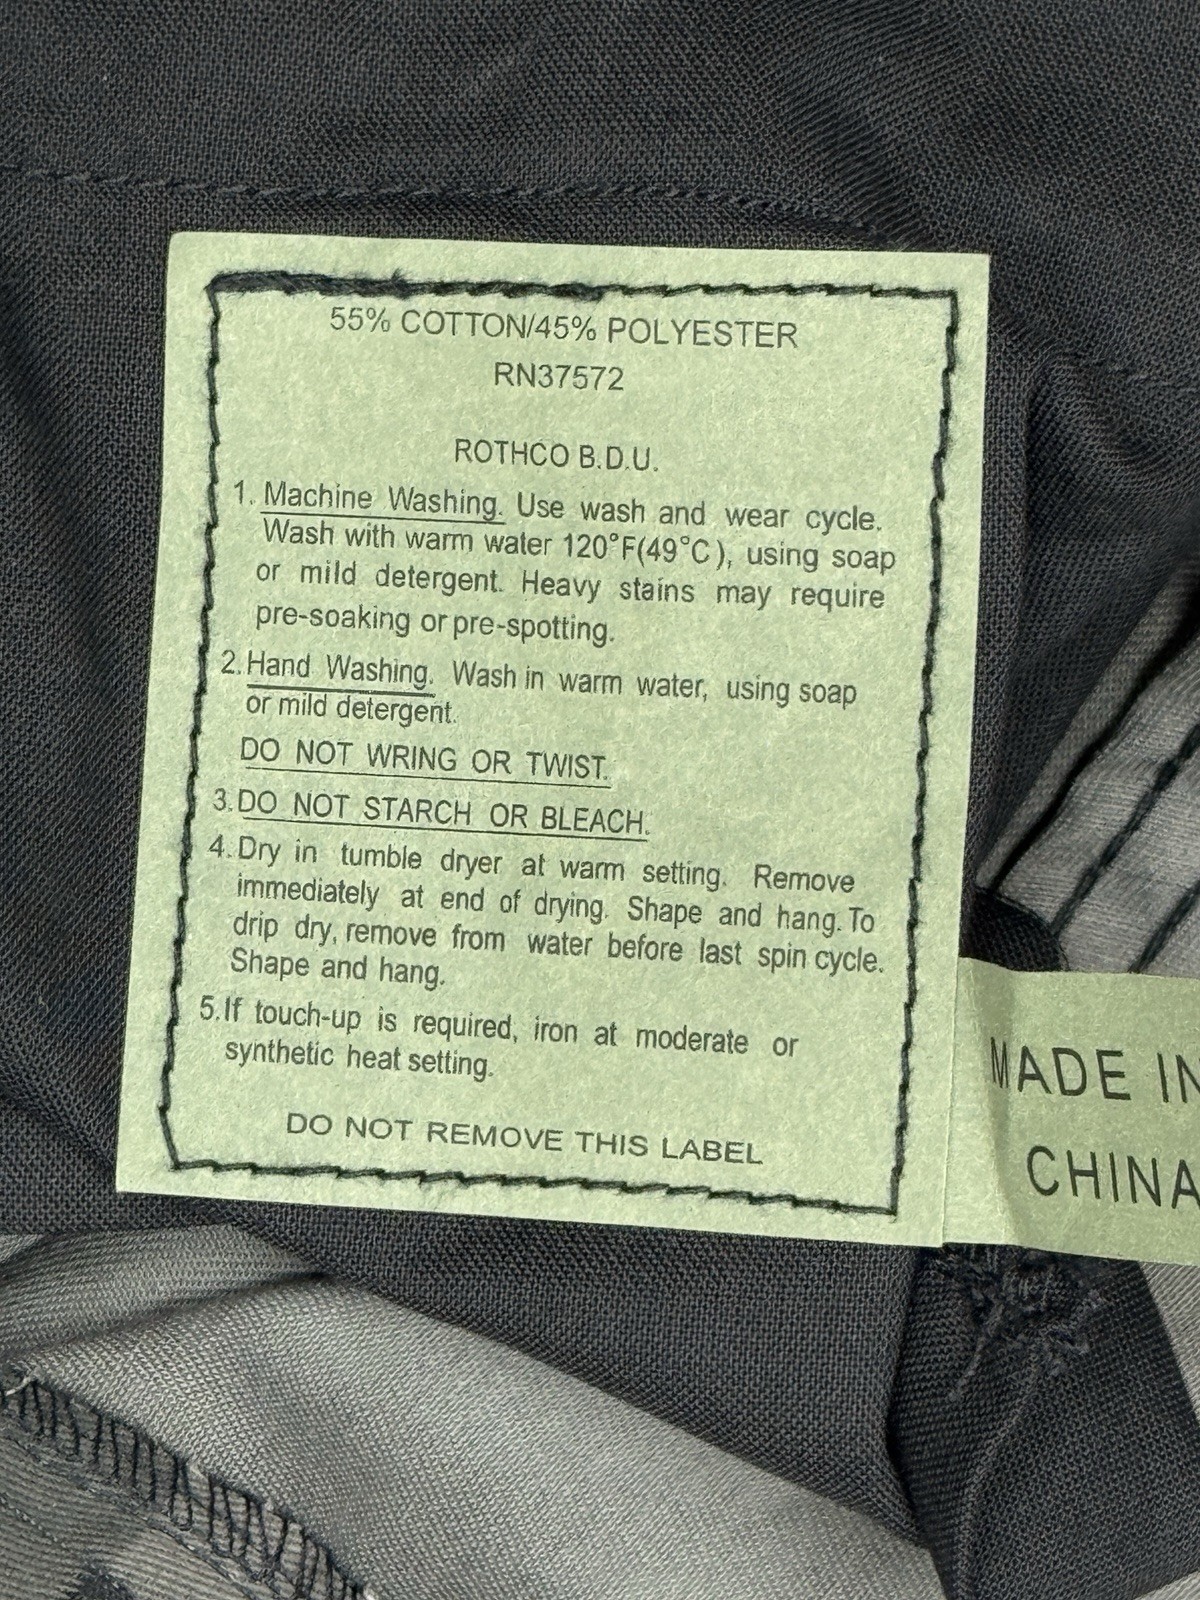 55% COTTON/45% POLYESTER
RN37572
ROTHCO B.D.U.
1. Machine Washing. Use wash and wear cycle.
Wash with warm water 120°F(49°C), using soap
or mild detergent. Heavy stains may require
pre-soaking or pre-spotting.
2. Hand Washing. Wash in warm water, using soap
or mild detergent.
DO NOT WRING OR TWIST.
3. DO NOT STARCH OR BLEACH.
4. Dry in tumble dryer at warm setting. Remove
immediately at end of drying. Shape and hang. To
drip dry, remove from water before last spin cycle.
Shape and hang.
5. If touch-up is required, iron at moderate or
synthetic heat setting.
DO NOT REMOVE THIS LABEL
MADE IN
CHINA